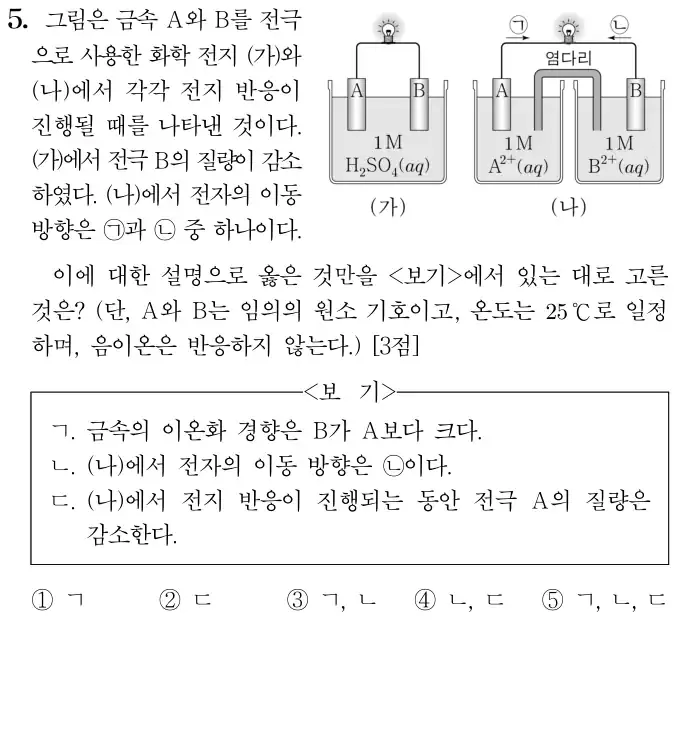 5. 그림은 금속 A와 B를 전극
으로 사용한 화학 전지 (가)와
(나)에서 각각 전지 반응이
진행될 때를 나타낸 것이다.
(가)에서 전극 B의 질량이 감소
하였다. (나)에서 전자의 이동
방향은 ㉠과 ㉡ 중 하나이다.
A B
1M
H₂SO₄(aq)
(가)
㉠ ㉡
염다리
A B
1M 1M
A²⁺(aq) B²⁺(aq)
(나)
이에 대한 설명으로 옳은 것만을 <보기>에서 있는 대로 고른
것은? (단, A와 B는 임의의 원소 기호이고, 온도는 25℃로 일정
하며, 음이온은 반응하지 않는다.) [3점]
<보 기>
ㄱ. 금속의 이온화 경향은 B가 A보다 크다.
ㄴ. (나)에서 전자의 이동 방향은 ㉡이다.
ㄷ. (나)에서 전지 반응이 진행되는 동안 전극 A의 질량은
감소한다.
① ㄱ ② ㄷ ③ ㄱ, ㄴ ④ ㄴ, ㄷ ⑤ ㄱ, ㄴ, ㄷ